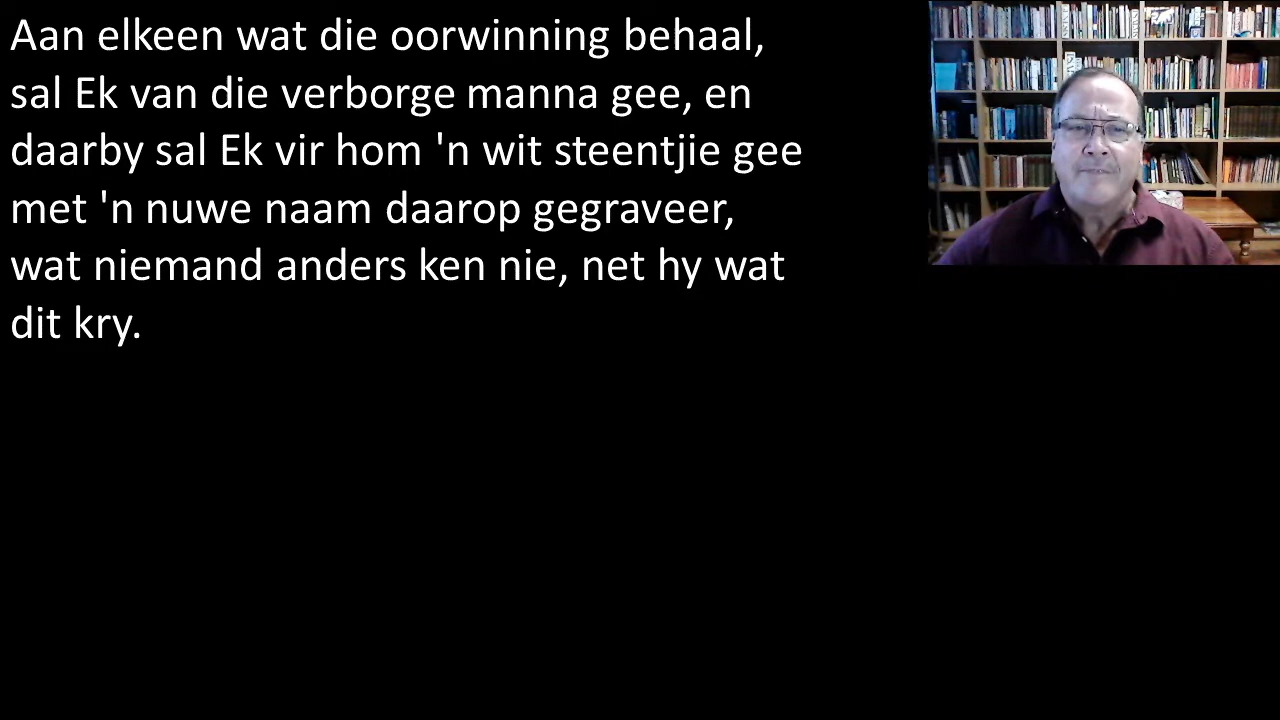 Aan elkeen wat die oorwinning behaal,
sal Ek van die verborge manna gee, en
daarby sal Ek vir hom 'n wit steentjie gee
met 'n nuwe naam daarop gegraveer,
wat niemand anders ken nie, net hy wat
dit kry.